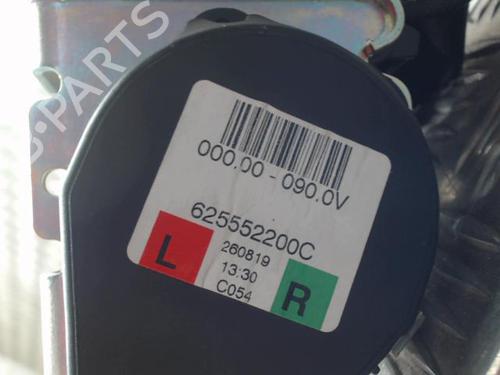 B-PARTS
000.00 - 090.0V
625552200C
L
260819
13:30
C054
R